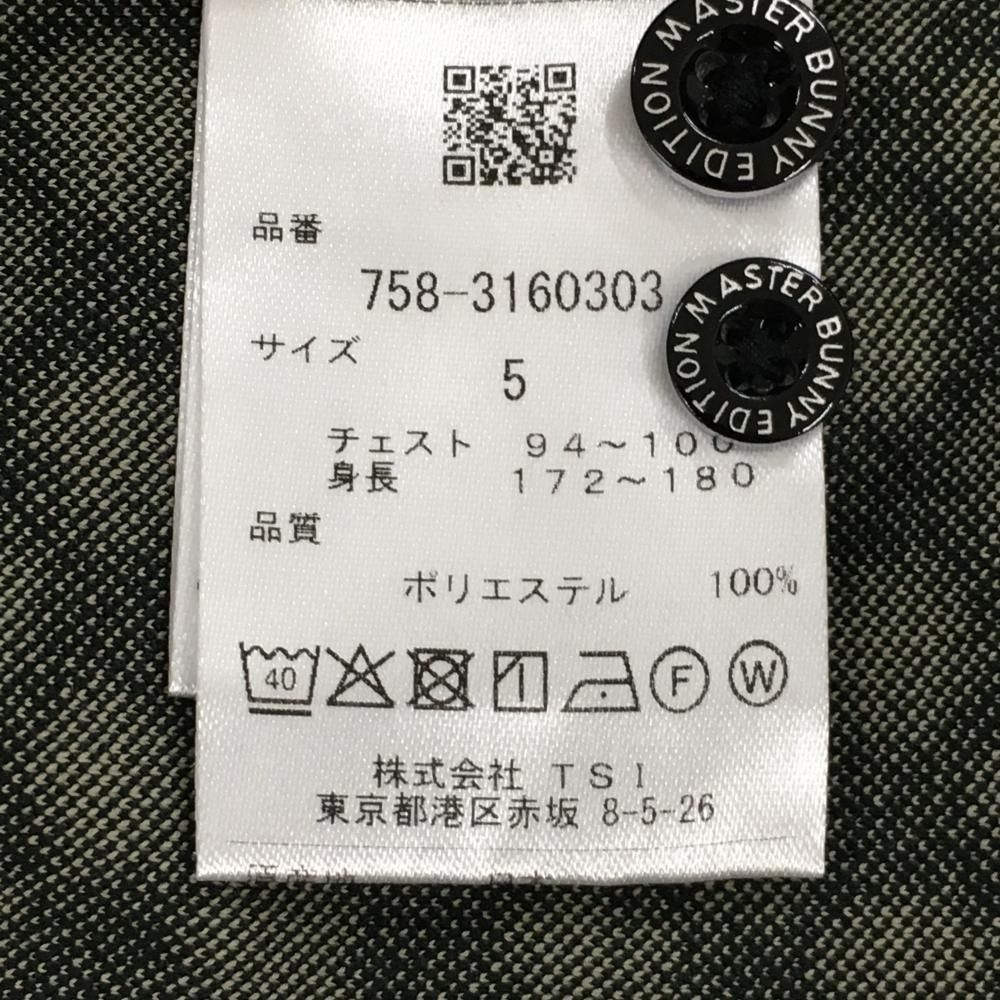 MASTER BUNNY EDITION
品番
758-3160303
サイズ
5
MASTER BUNNY EDITION
チェスト 94～100
身長 172～180
品質
ポリエステル 100%
40
F W
株式会社 TSI
東京都港区赤坂 8-5-26